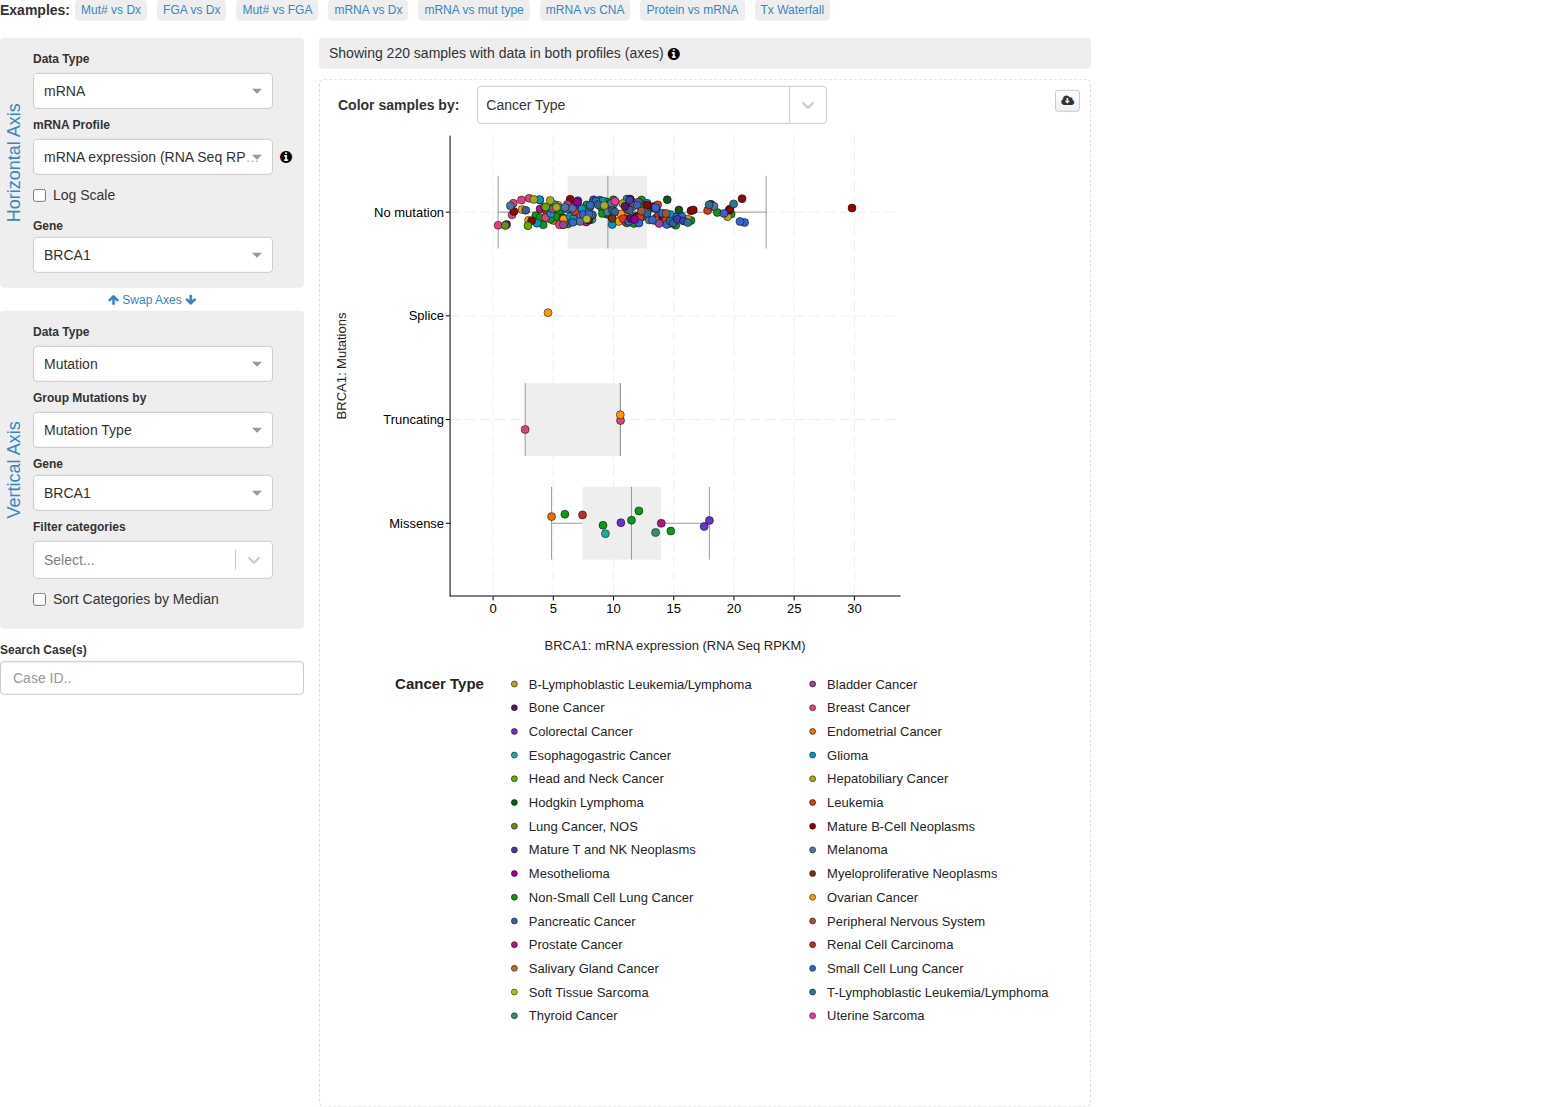 Examples: Mut# vs Dx FGA vs Dx Mut# vs FGA mRNA vs Dx mRNA vs mut type mRNA vs CNA Protein vs mRNA Tx Waterfall
Horizontal Axis
Data Type
mRNA
mRNA Profile
mRNA expression (RNA Seq RP...
Log Scale
Gene
BRCA1
Swap Axes
Vertical Axis
Data Type
Mutation
Group Mutations by
Mutation Type
Gene
BRCA1
Filter categories
Select...
Sort Categories by Median
Search Case(s)
Case ID..
Showing 220 samples with data in both profiles (axes)
Color samples by: Cancer Type
BRCA1: Mutations
No mutation
Splice
Truncating
Missense
0 5 10 15 20 25 30
BRCA1: mRNA expression (RNA Seq RPKM)
Cancer Type
B-Lymphoblastic Leukemia/Lymphoma Bladder Cancer
Bone Cancer Breast Cancer
Colorectal Cancer Endometrial Cancer
Esophagogastric Cancer Glioma
Head and Neck Cancer Hepatobiliary Cancer
Hodgkin Lymphoma Leukemia
Lung Cancer, NOS Mature B-Cell Neoplasms
Mature T and NK Neoplasms Melanoma
Mesothelioma Myeloproliferative Neoplasms
Non-Small Cell Lung Cancer Ovarian Cancer
Pancreatic Cancer Peripheral Nervous System
Prostate Cancer Renal Cell Carcinoma
Salivary Gland Cancer Small Cell Lung Cancer
Soft Tissue Sarcoma T-Lymphoblastic Leukemia/Lymphoma
Thyroid Cancer Uterine Sarcoma